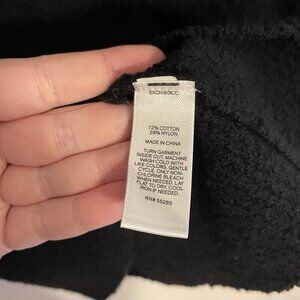 72% COTTON
28% NYLON
MADE IN CHINA
TURN GARMENT
INSIDE OUT, MACHINE
WASH COLD WITH
LIKE COLORS, GENTLE
CYCLE. ONLY NON-
CHLORINE BLEACH
WHEN NEEDED. LAY
FLAT TO DRY, COOL
IRON IF NEEDED.
RN# 55285